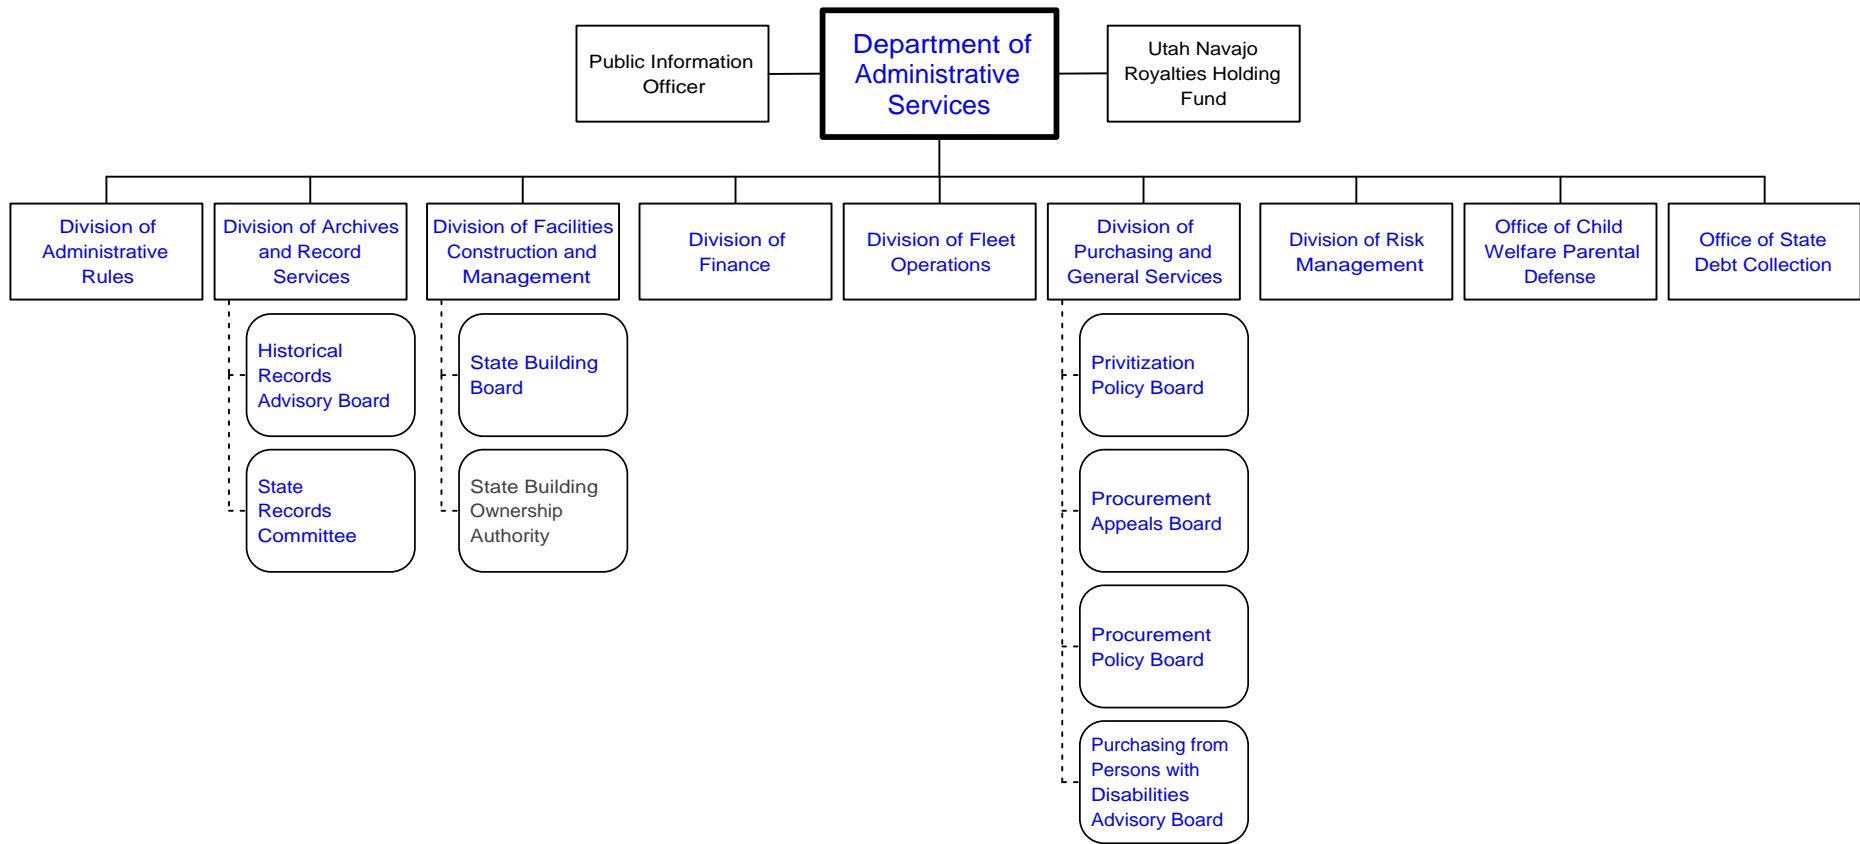 Public Information
Officer
Department of
Administrative
Services
Utah Navajo
Royalties Holding
Fund
Division of
Administrative
Rules
Division of Archives
and Record
Services
Division of Facilities
Construction and
Management
Division of
Finance
Division of Fleet
Operations
Division of
Purchasing and
General Services
Division of Risk
Management
Office of Child
Welfare Parental
Defense
Office of State
Debt Collection
Historical
Records
Advisory Board
State
Records
Committee
State Building
Board
State Building
Ownership
Authority
Privitization
Policy Board
Procurement
Appeals Board
Procurement
Policy Board
Purchasing from
Persons with
Disabilities
Advisory Board